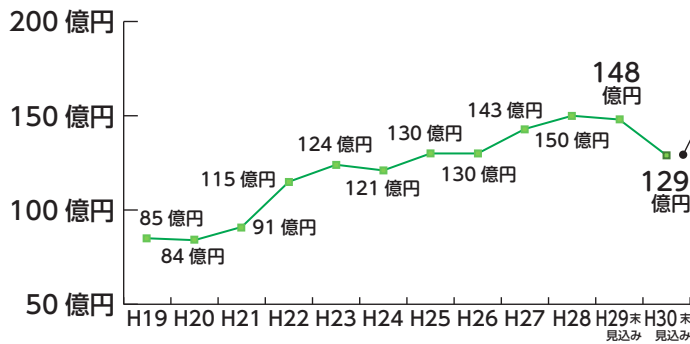 200 億円
150 億円
100 億円
50 億円
85 億円
84 億円
91 億円
115 億円
124 億円
121 億円
130 億円
130 億円
143 億円
150 億円
148
億円
129
億円
H19 H20 H21 H22 H23 H24 H25 H26 H27 H28 H29末 H30末
見込み 見込み